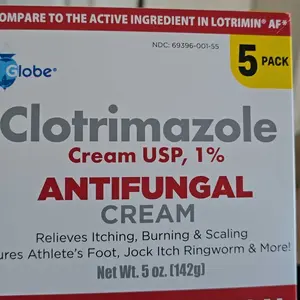 COMPARE TO THE ACTIVE INGREDIENT IN LOTRIMIN® AF*
NDC: 69396-001-55
Globe®
5 PACK
Clotrimazole
Cream USP, 1%
ANTIFUNGAL
CREAM
Relieves Itching, Burning & Scaling
ures Athlete's Foot, Jock Itch Ringworm & More!
Net Wt. 5 oz. (142g)